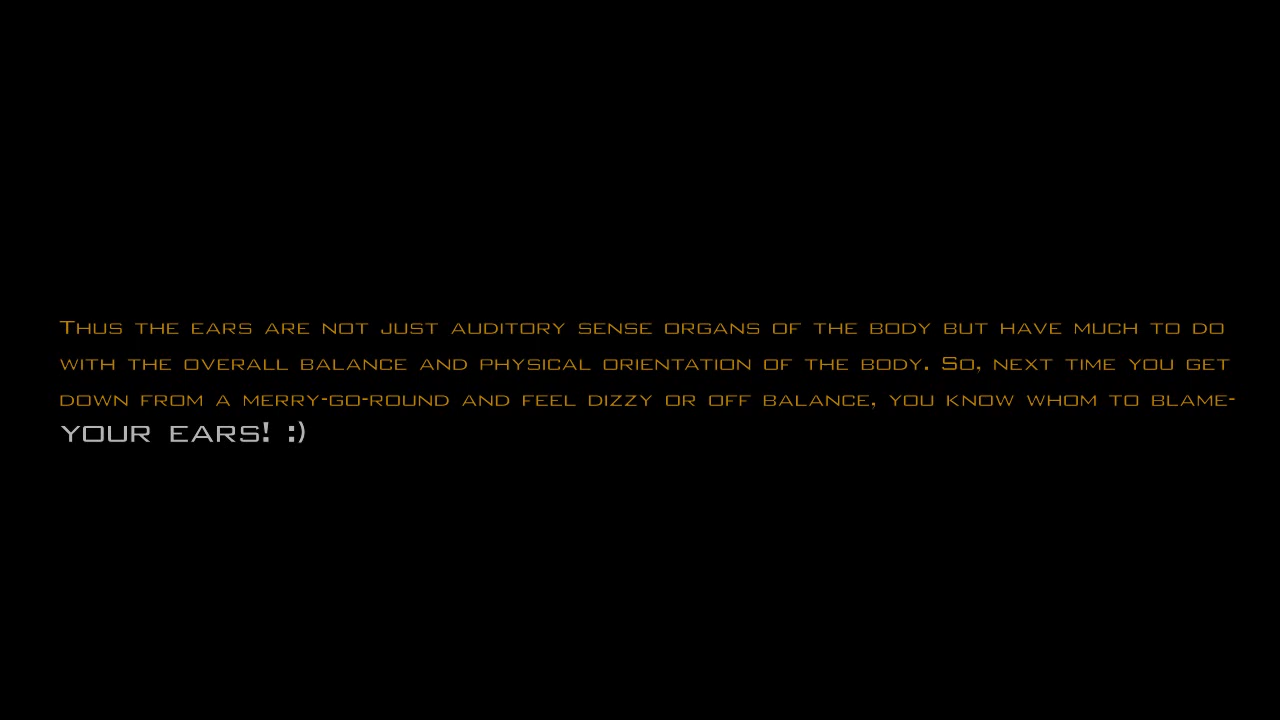 Thus the ears are not just auditory sense organs of the body but have much to do
with the overall balance and physical orientation of the body. So, next time you get
down from a merry-go-round and feel dizzy or off balance, you know whom to blame-
your ears! :)